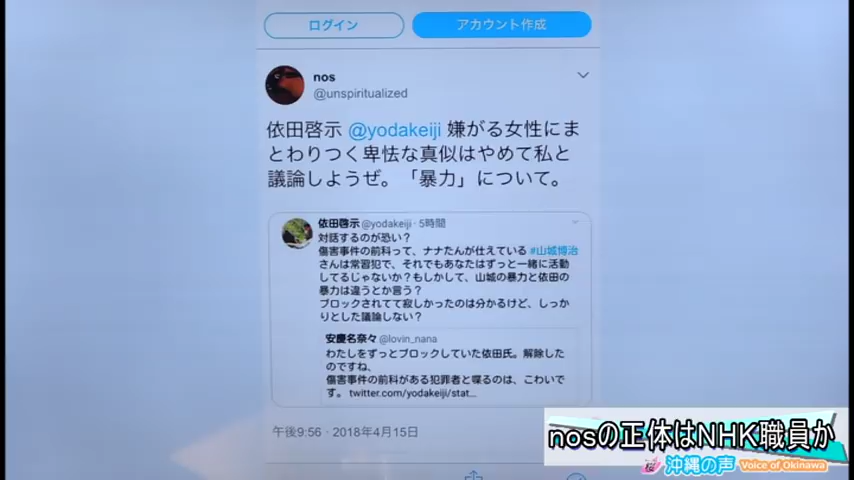 ログイン
アカウント作成
nos
@unspiritualized
依田啓示 @yodakeiji 嫌がる女性にま
とわりつく卑怯な真似はやめて私と
議論しようぜ。「暴力」について。
依田啓示 @yodakeiji · 5時間
対話するのが恐い？
傷害事件の前科って、ナナたんが仕えている #山城博治
さんは常習犯で、それでもあなたはずっと一緒に活動
してるじゃないか？もしかして、山城の暴力と依田の
暴力は違うとか言う？
ブロックされてて寂しかったのは分かるけど、しっか
りとした議論しない？
安慶名奈々 @lovin_nana
わたしをずっとブロックしていた依田氏。解除した
のですね、
傷害事件の前科がある犯罪者と喋るのは、こわいで
す。 twitter.com/yodakeiji/stat...
午後9:56 · 2018年4月15日
nosの正体はNHK職員か
沖縄の声 Voice of Okinawa